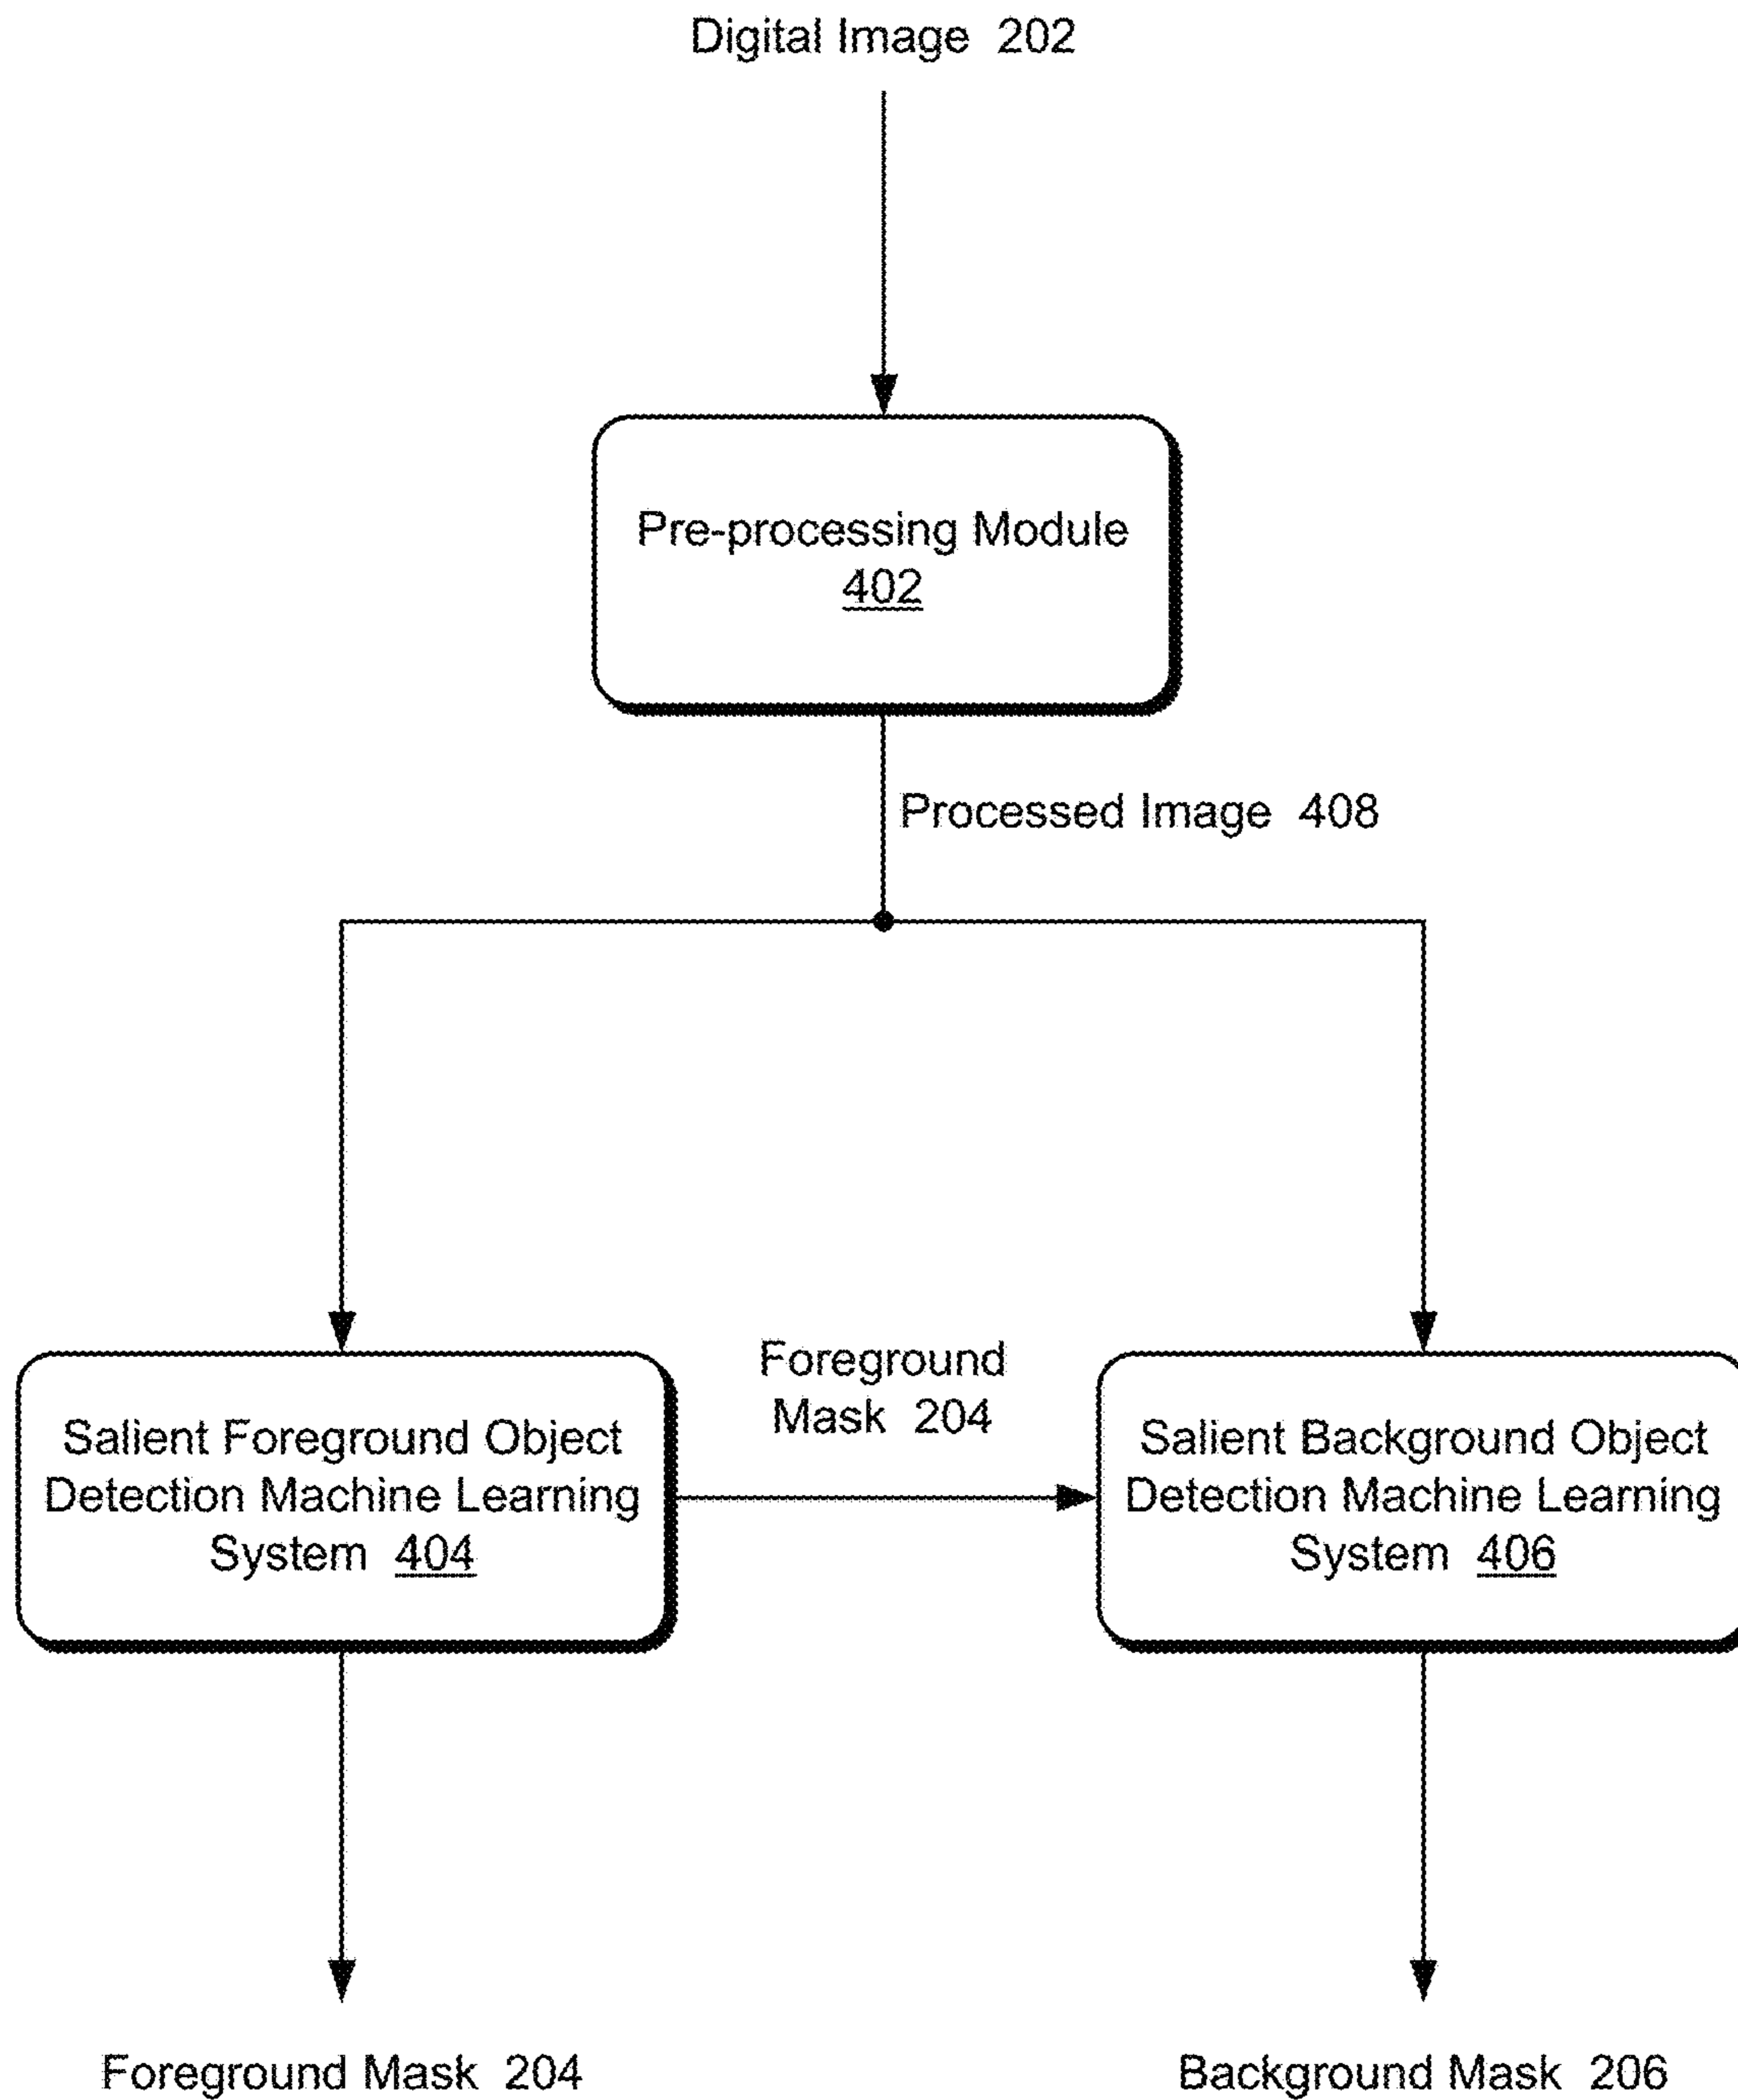 Digital Image 202
Pre-processing Module
402
Processed Image 408
Foreground
Mask 204
Salient Foreground Object
Detection Machine Learning
System 404
Salient Background Object
Detection Machine Learning
System 406
Foreground Mask 204
Background Mask 206